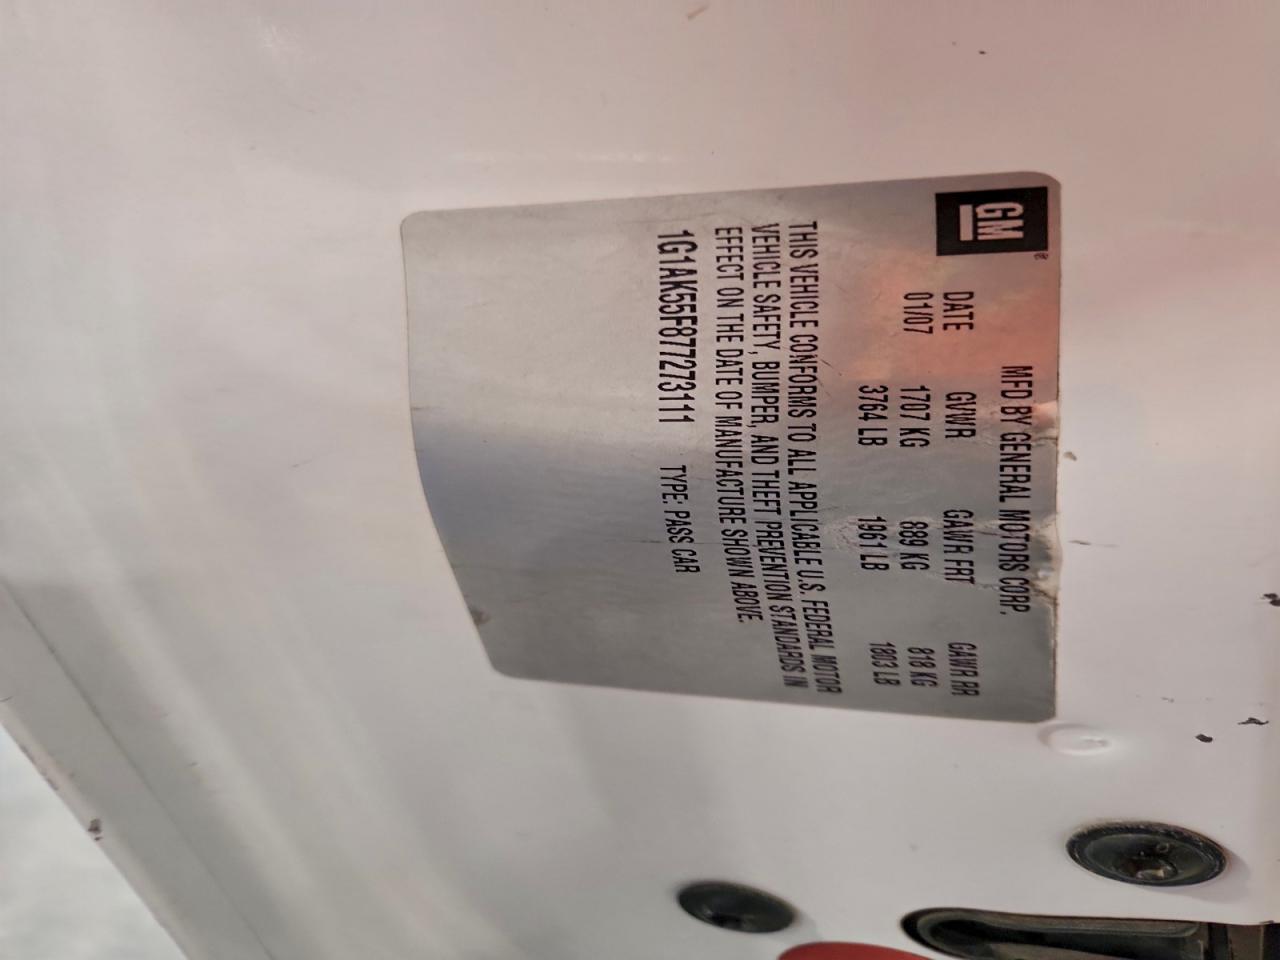 GM®
MFD BY GENERAL MOTORS CORP.
DATE GVWR GAWR FRT GAWR RR
01/07 1707 KG 889 KG 818 KG
3764 LB 1961 LB 1803 LB
THIS VEHICLE CONFORMS TO ALL APPLICABLE U.S. FEDERAL MOTOR
VEHICLE SAFETY, BUMPER, AND THEFT PREVENTION STANDARDS IN
EFFECT ON THE DATE OF MANUFACTURE SHOWN ABOVE.
1G1AK55F877273111 TYPE: PASS CAR